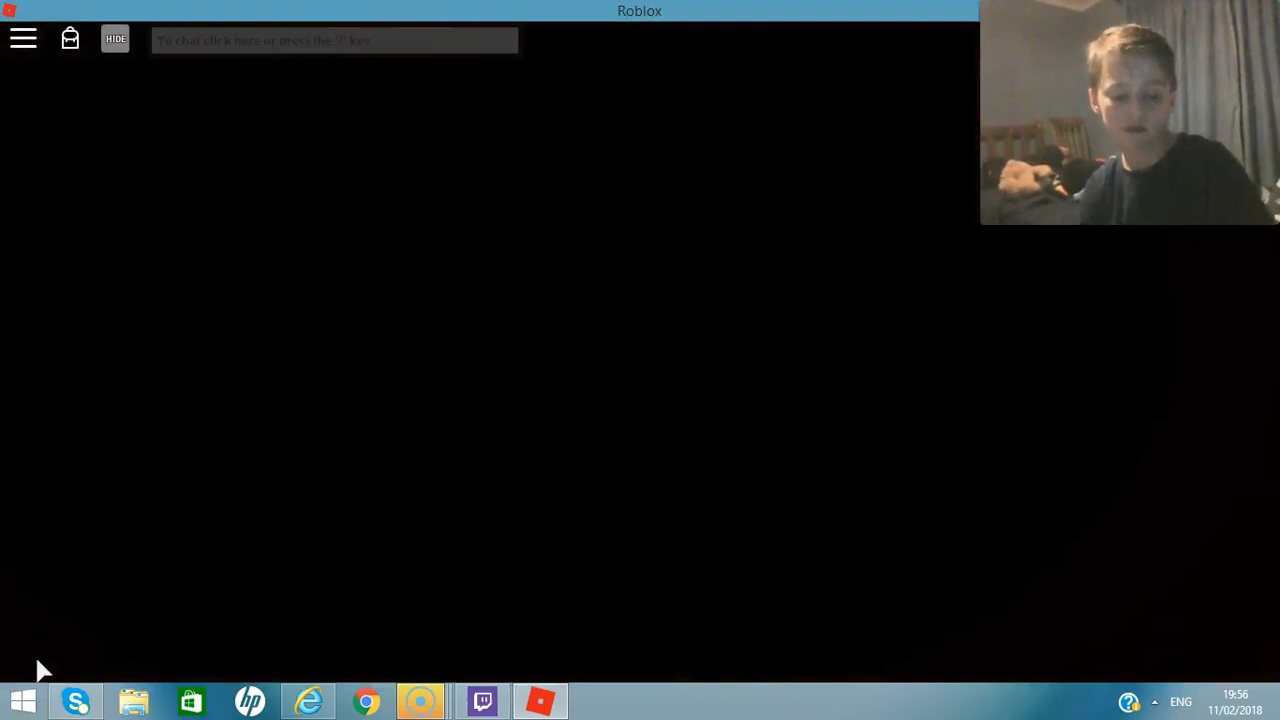 Roblox
HIDE
To chat click here or press the '/' key
ENG
19:56
11/02/2018